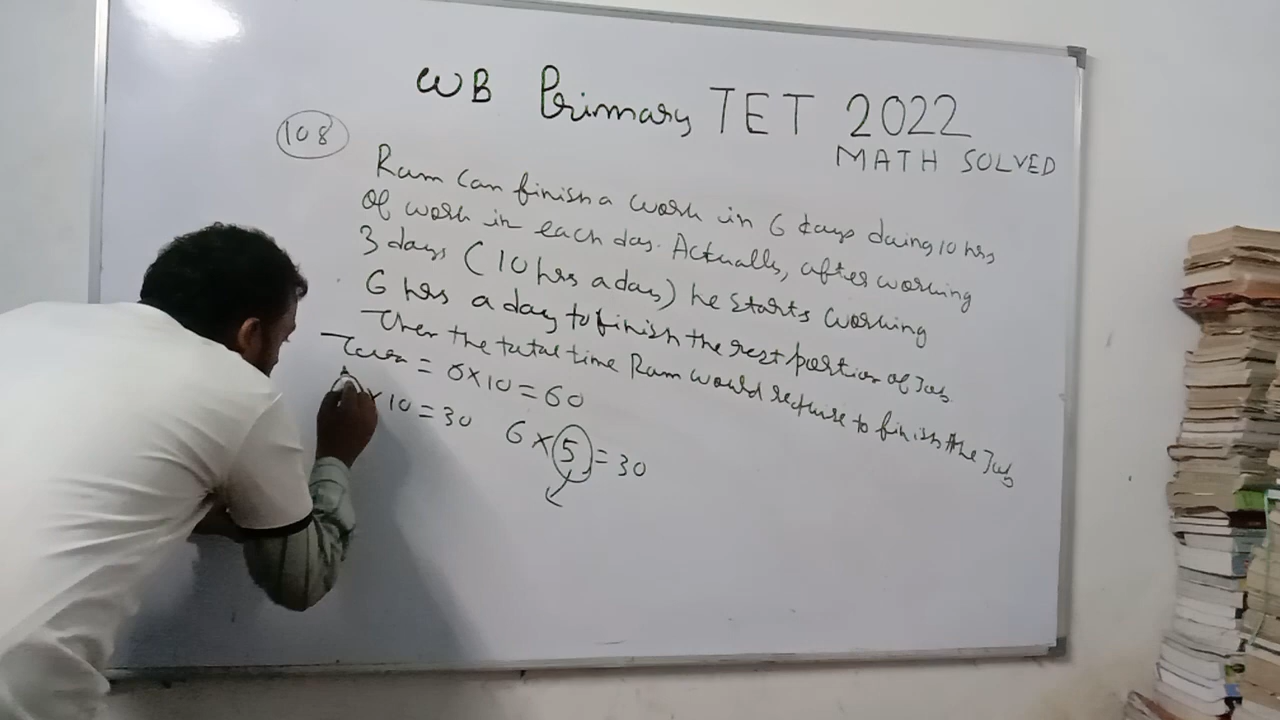 WB Primary TET 2022
MATH SOLVED
108
Ram Can finish a work in 6 days doing 10 hrs
of work in each day. Actually, after working
3 days (10 hrs a day) he starts working
6 hrs a day to finish the rest portion of Job
Then the total time Ram would require to finish the Job
= 6×10=60
×10=30 6×5=30